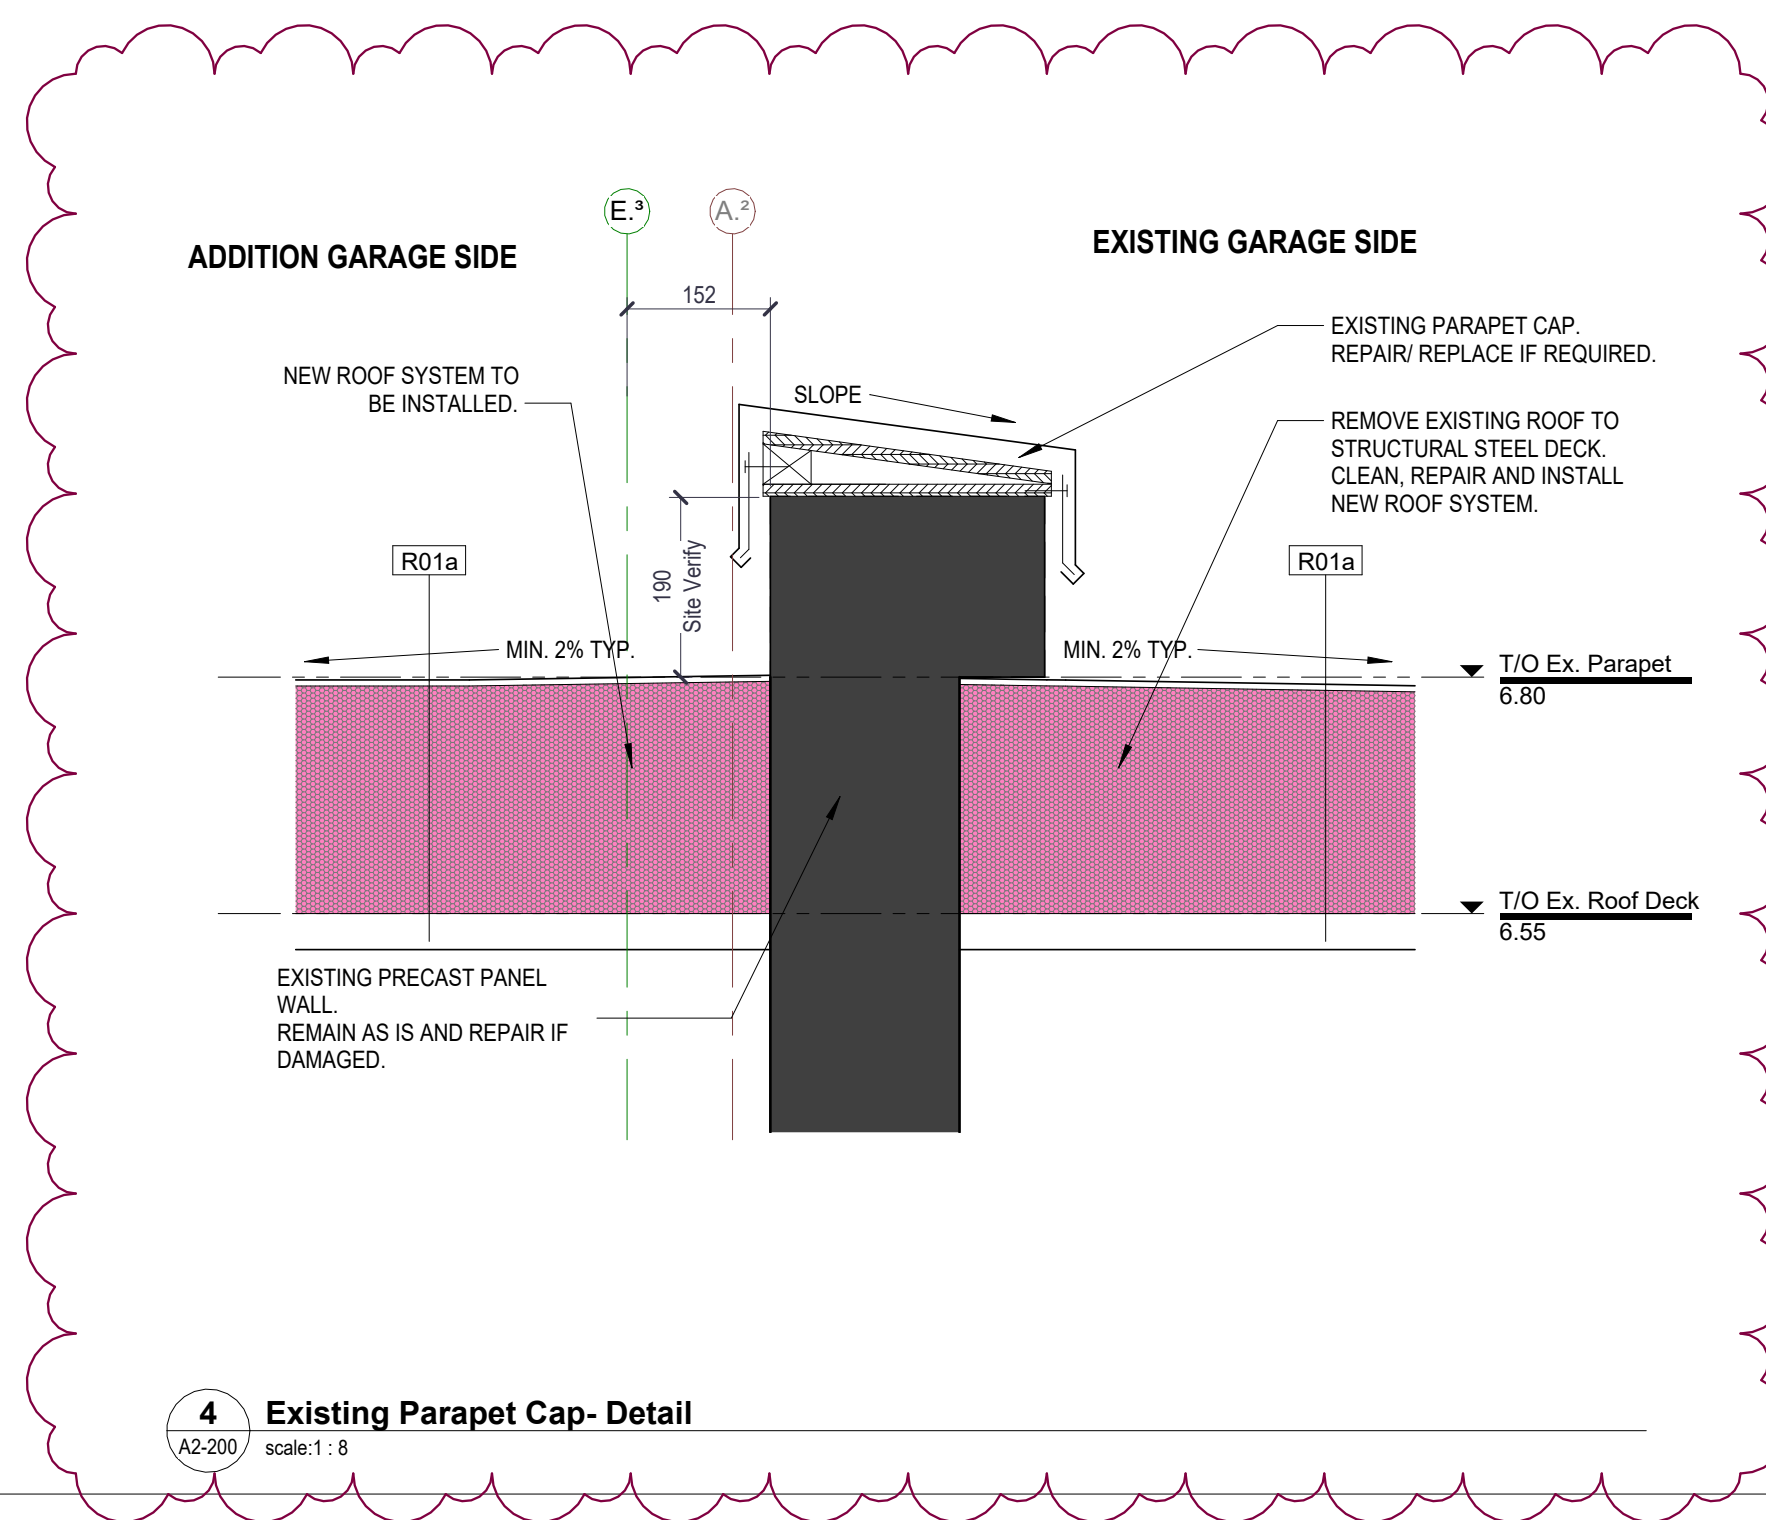 E.³
A.²
ADDITION GARAGE SIDE
EXISTING GARAGE SIDE
152
EXISTING PARAPET CAP.
REPAIR/ REPLACE IF REQUIRED.
NEW ROOF SYSTEM TO
BE INSTALLED.
SLOPE
REMOVE EXISTING ROOF TO
STRUCTURAL STEEL DECK.
CLEAN, REPAIR AND INSTALL
NEW ROOF SYSTEM.
R01a
190
Site Verify
R01a
MIN. 2% TYP.
MIN. 2% TYP.
T/O Ex. Parapet
6.80
T/O Ex. Roof Deck
6.55
EXISTING PRECAST PANEL
WALL.
REMAIN AS IS AND REPAIR IF
DAMAGED.
4
Existing Parapet Cap- Detail
A2-200
scale:1 : 8